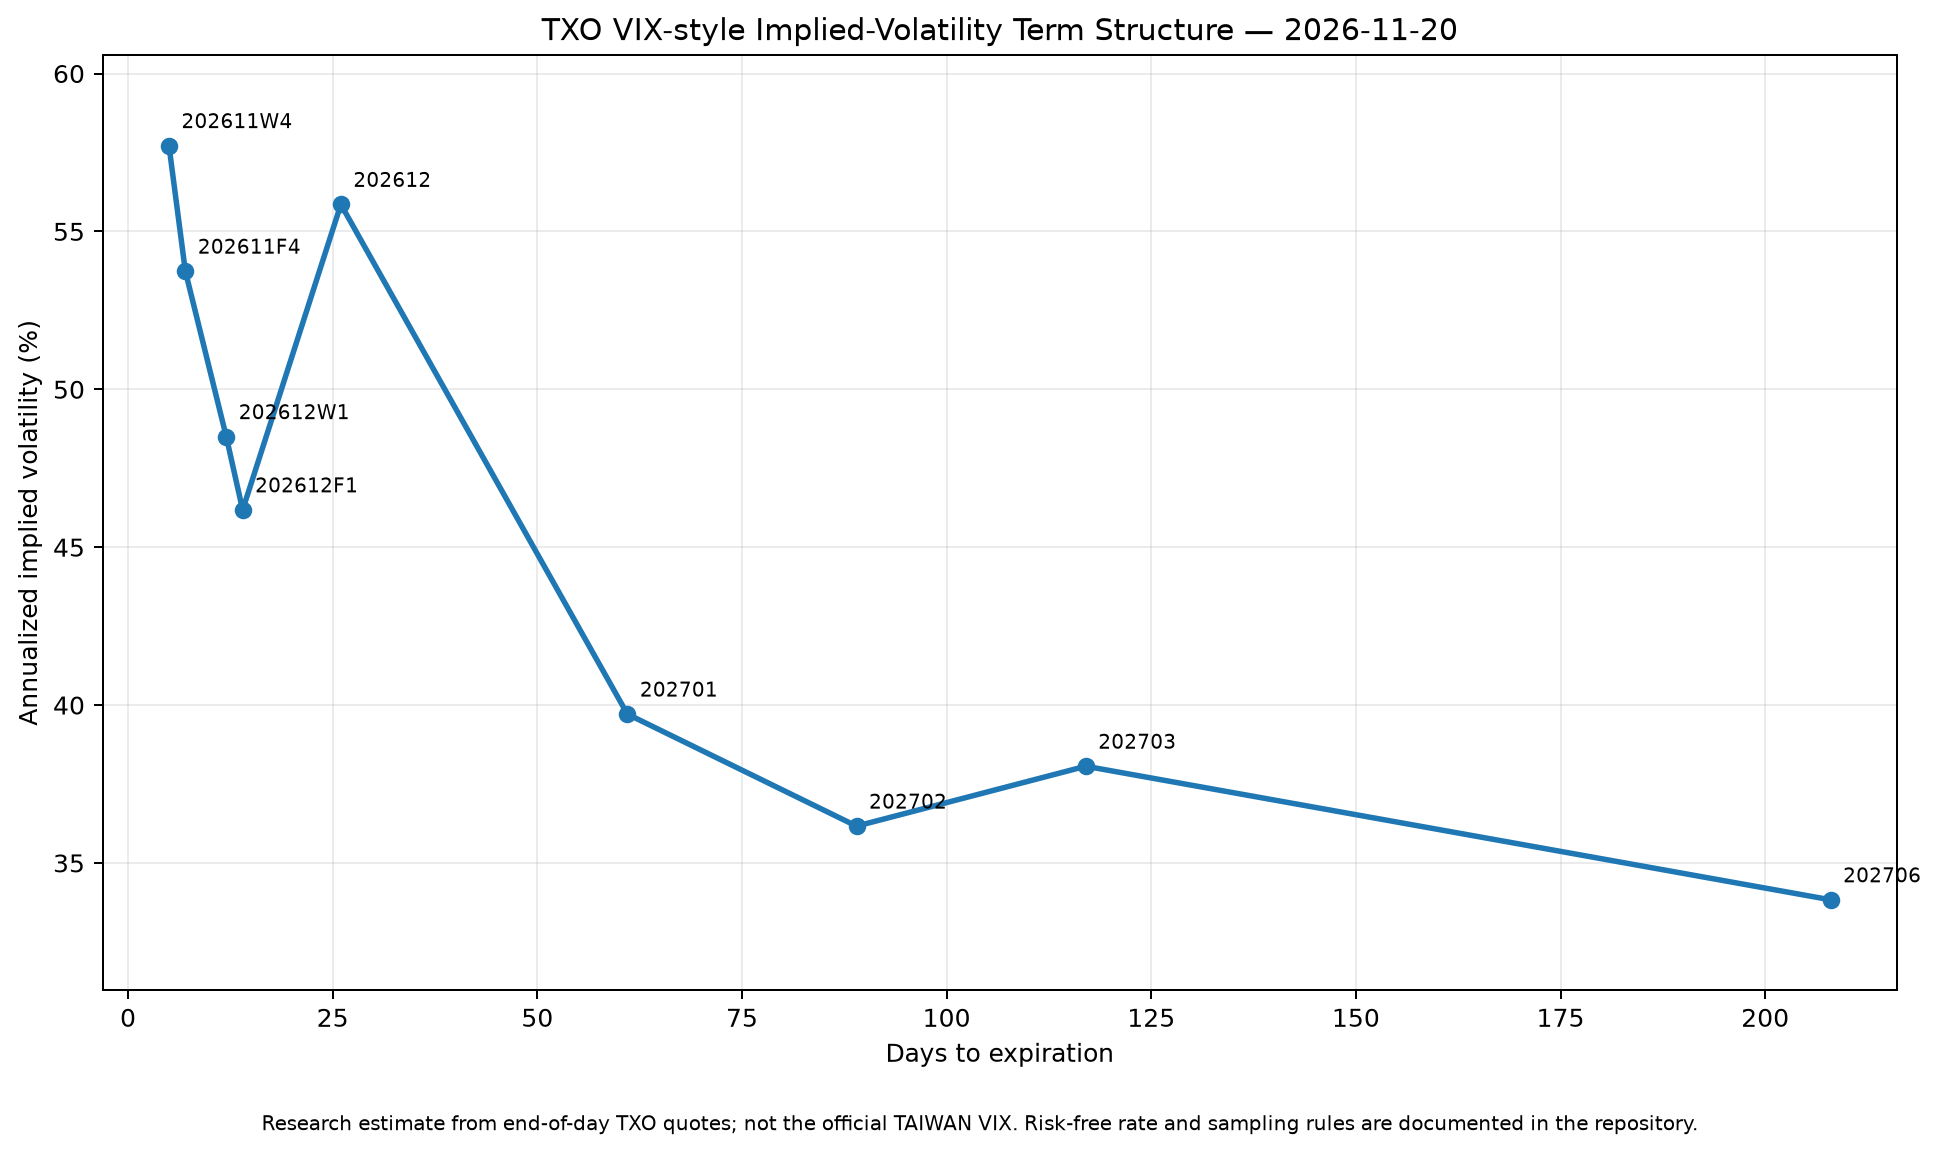 TXO VIX-style Implied-Volatility Term Structure — 2026-11-20
Annualized implied volatility (%)
60
55
50
45
40
35
202611W4
202612
202611F4
202612W1
202612F1
202701
202703
202702
202706
0 25 50 75 100 125 150 175 200
Days to expiration
Research estimate from end-of-day TXO quotes; not the official TAIWAN VIX. Risk-free rate and sampling rules are documented in the repository.